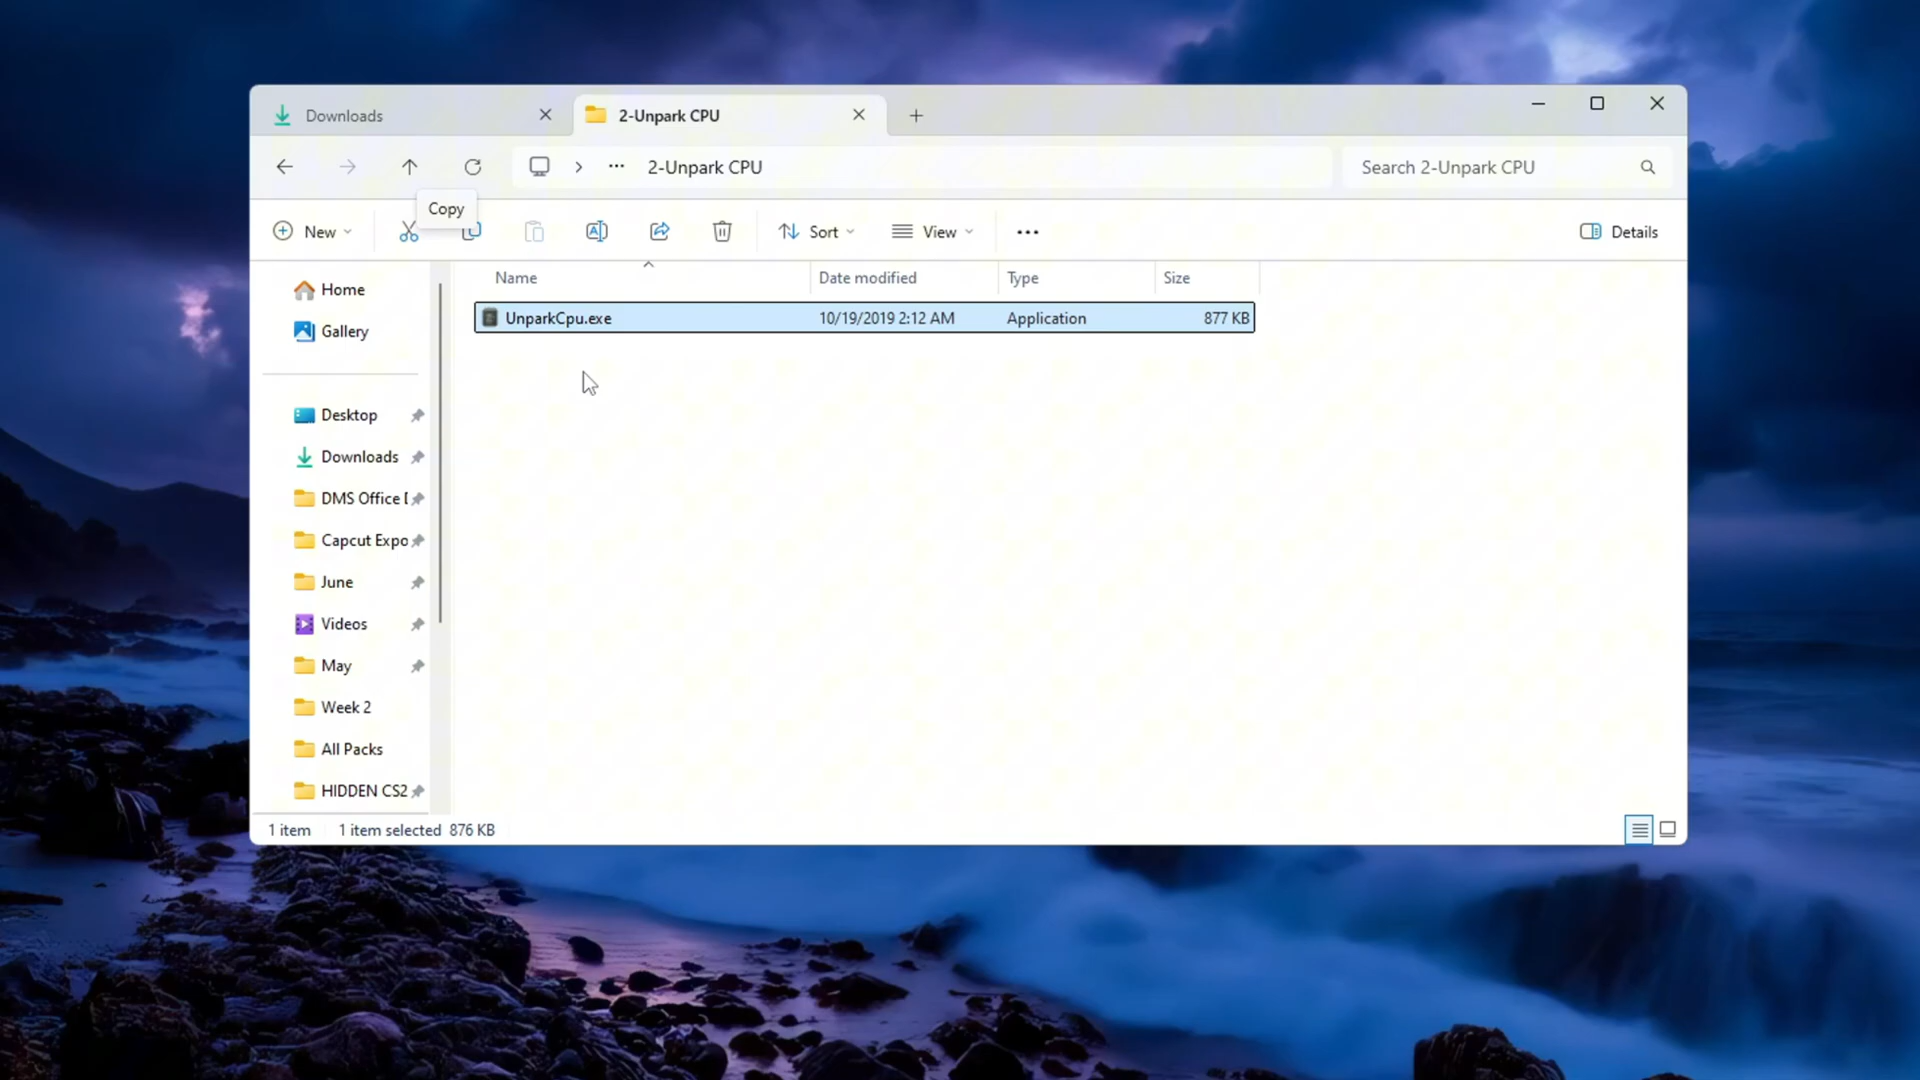 Downloads
2-Unpark CPU
2-Unpark CPU
Search 2-Unpark CPU
Copy
New
Sort
View
Details
Name
Date modified
Type
Size
UnparkCpu.exe
10/19/2019 2:12 AM
Application
877 KB
Home
Gallery
Desktop
Downloads
DMS Office
Capcut Expo
June
Videos
May
Week 2
All Packs
HIDDEN CS2
1 item
1 item selected 876 KB